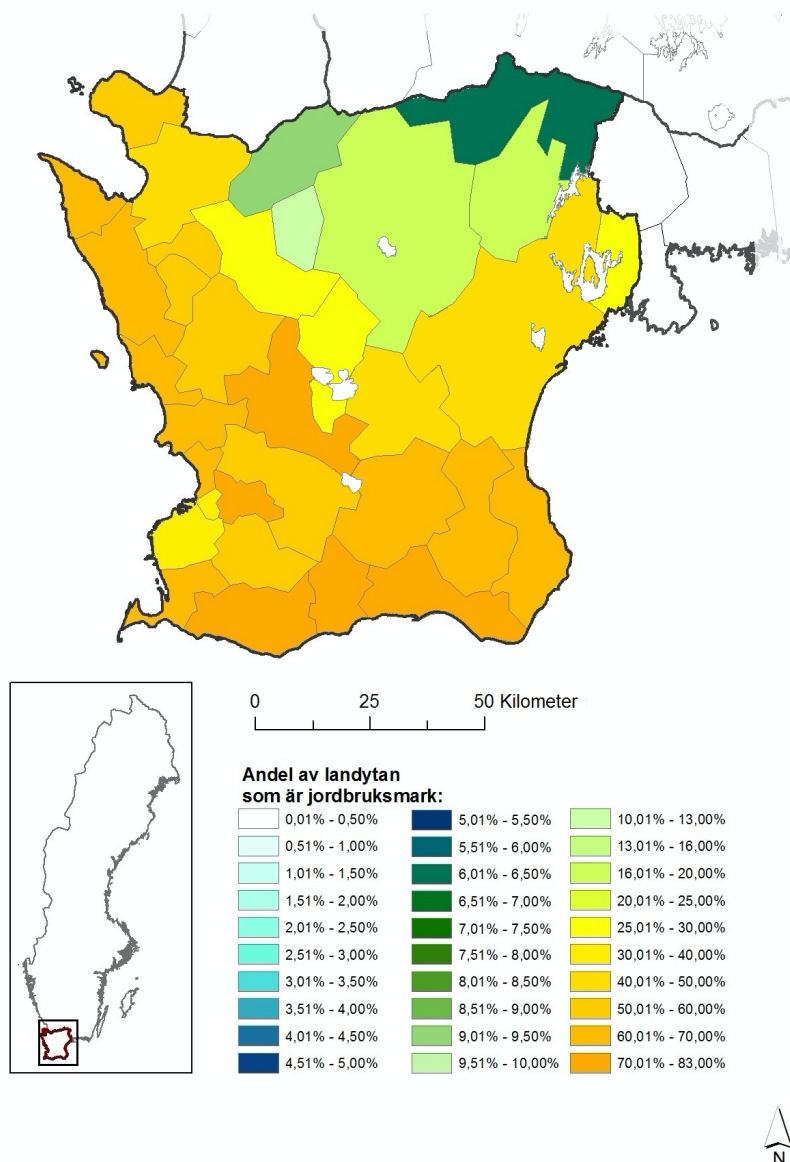 0 25 50 Kilometer
Andel av landytan
som är jordbruksmark:
0,01% - 0,50%
0,51% - 1,00%
1,01% - 1,50%
1,51% - 2,00%
2,01% - 2,50%
2,51% - 3,00%
3,01% - 3,50%
3,51% - 4,00%
4,01% - 4,50%
4,51% - 5,00%
5,01% - 5,50%
5,51% - 6,00%
6,01% - 6,50%
6,51% - 7,00%
7,01% - 7,50%
7,51% - 8,00%
8,01% - 8,50%
8,51% - 9,00%
9,01% - 9,50%
9,51% - 10,00%
10,01% - 13,00%
13,01% - 16,00%
16,01% - 20,00%
20,01% - 25,00%
25,01% - 30,00%
30,01% - 40,00%
40,01% - 50,00%
50,01% - 60,00%
60,01% - 70,00%
70,01% - 83,00%
N